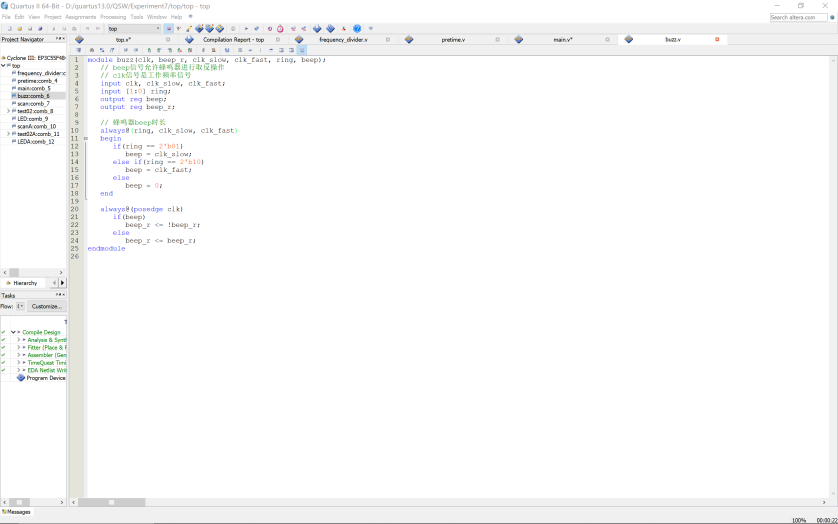 Quartus II 64-Bit - D:/quartus13.0/QSW/Experiment7/top/top - top
File Edit View Project Assignments Processing Tools Window Help
Search altera.com
top
Project Navigator
top.v*
Compilation Report - top
frequency_divider.v
pretime.v
main.v*
buzz.v
Cyclone III: EP3C55F48
top
frequency_divider:c
pretime:comb_4
main:comb_5
buzz:comb_6
scan:comb_7
test02:comb_8
LED:comb_9
scanA:comb_10
test02A:comb_11
LEDA:comb_12
Hierarchy
Tasks
Flow:
Customize...
Compile Design
Analysis & Synth
Fitter (Place & R
Assembler (Gen
TimeQuest Timi
EDA Netlist Writ
Program Device
1 module buzz(clk, beep_r, clk_slow, clk_fast, ring, beep);
2 // beep信号允许蜂鸣器进行取反操作
3 // clk信号是工作频率信号
4 input clk, clk_slow, clk_fast;
5 input [1:0] ring;
6 output reg beep;
7 output reg beep_r;
8
9 // 蜂鸣器beep时长
10 always@(ring, clk_slow, clk_fast)
11 begin
12 if(ring == 2'b01)
13 beep = clk_slow;
14 else if(ring == 2'b10)
15 beep = clk_fast;
16 else
17 beep = 0;
18 end
19
20 always@(posedge clk)
21 if(beep)
22 beep_r <= !beep_r;
23 else
24 beep_r <= beep_r;
25 endmodule
26
Messages
100% 00:00:22